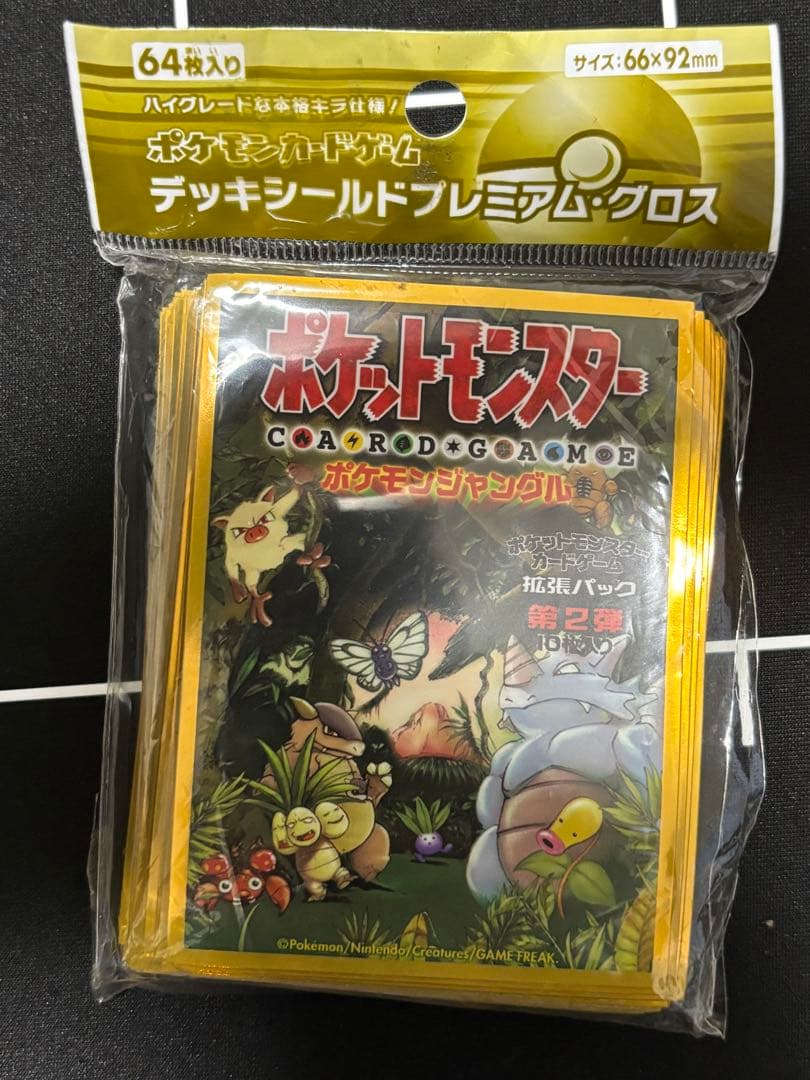 64枚入り
サイズ:66×92mm
ハイグレードな本格キラ仕様!
ポケモンカードゲーム
デッキシールドプレミアム・グロス
ポケットモンスター
CARD★GAME
ポケモンジャングル
ポケットモンスター
カードゲーム
拡張パック
第2弾
10枚入り
©Pokémon/Nintendo/Creatures/GAME FREAK.